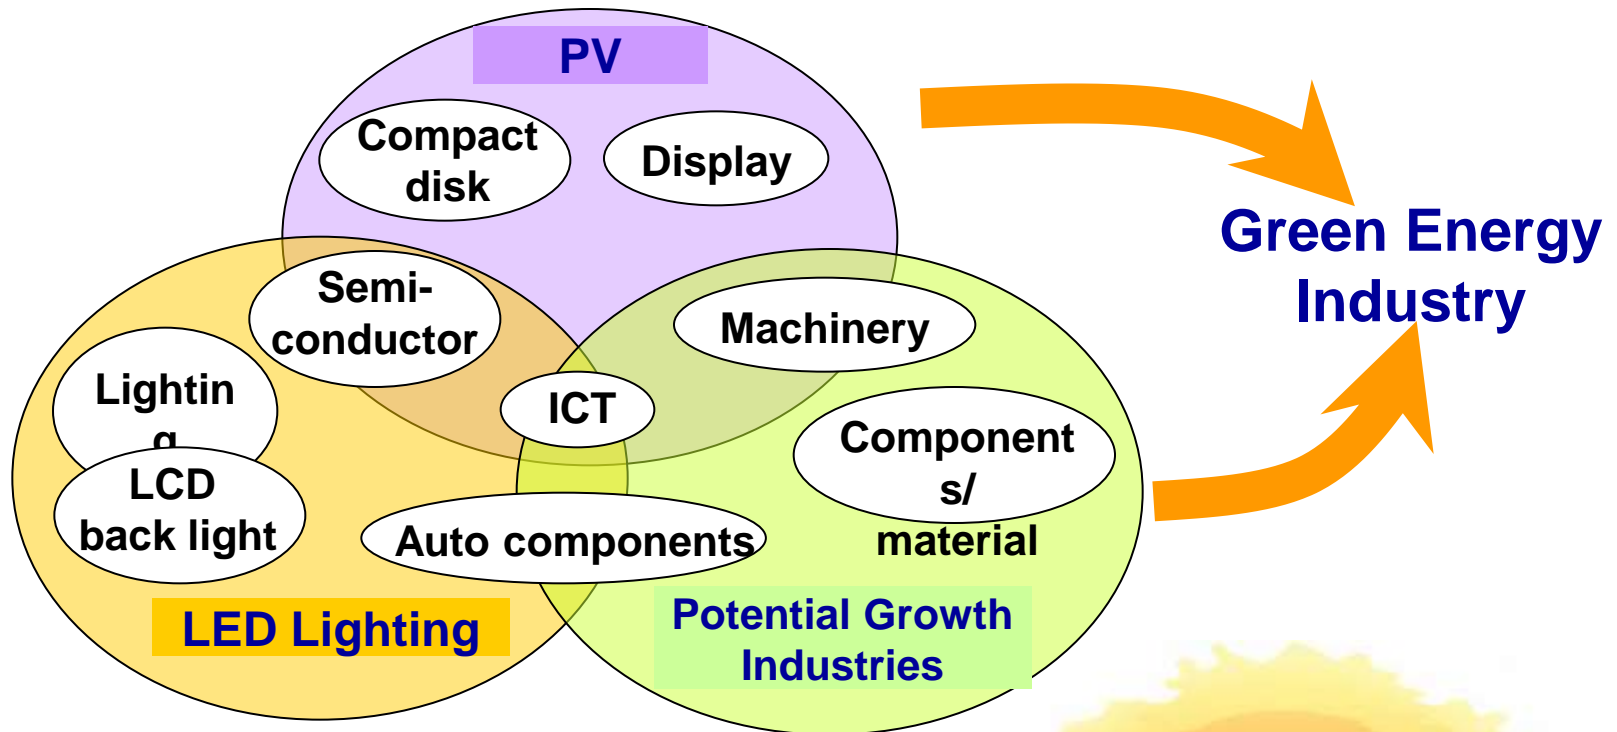 PV
Compact
disk
Display
Green Energy
Industry
Semi-
conductor
Machinery
Lightin
g
ICT
Component
s/
material
LCD
back light
Auto components
LED Lighting
Potential Growth
Industries